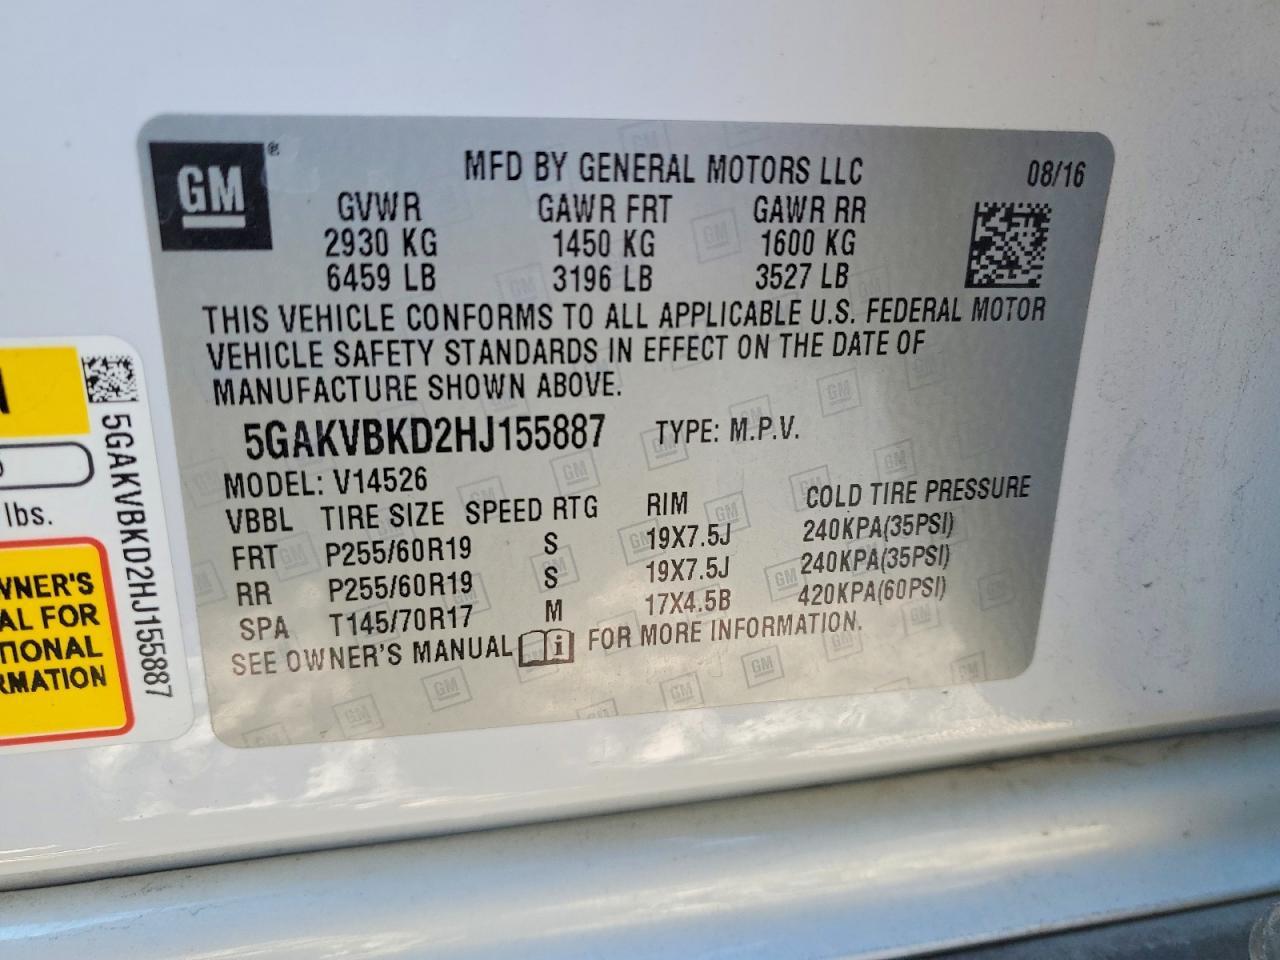 GM®
MFD BY GENERAL MOTORS LLC 08/16
GVWR GAWR FRT GAWR RR
2930 KG 1450 KG 1600 KG
6459 LB 3196 LB 3527 LB
THIS VEHICLE CONFORMS TO ALL APPLICABLE U.S. FEDERAL MOTOR
VEHICLE SAFETY STANDARDS IN EFFECT ON THE DATE OF
MANUFACTURE SHOWN ABOVE.
5GAKVBKD2HJ155887 TYPE: M.P.V.
MODEL: V14526
VBBL TIRE SIZE SPEED RTG RIM COLD TIRE PRESSURE
FRT P255/60R19 S 19X7.5J 240KPA(35PSI)
RR P255/60R19 S 19X7.5J 240KPA(35PSI)
SPA T145/70R17 M 17X4.5B 420KPA(60PSI)
SEE OWNER'S MANUAL i FOR MORE INFORMATION.
5GAKVBKD2HJ155887
lbs.
WNER'S
AL FOR
TIONAL
RMATION